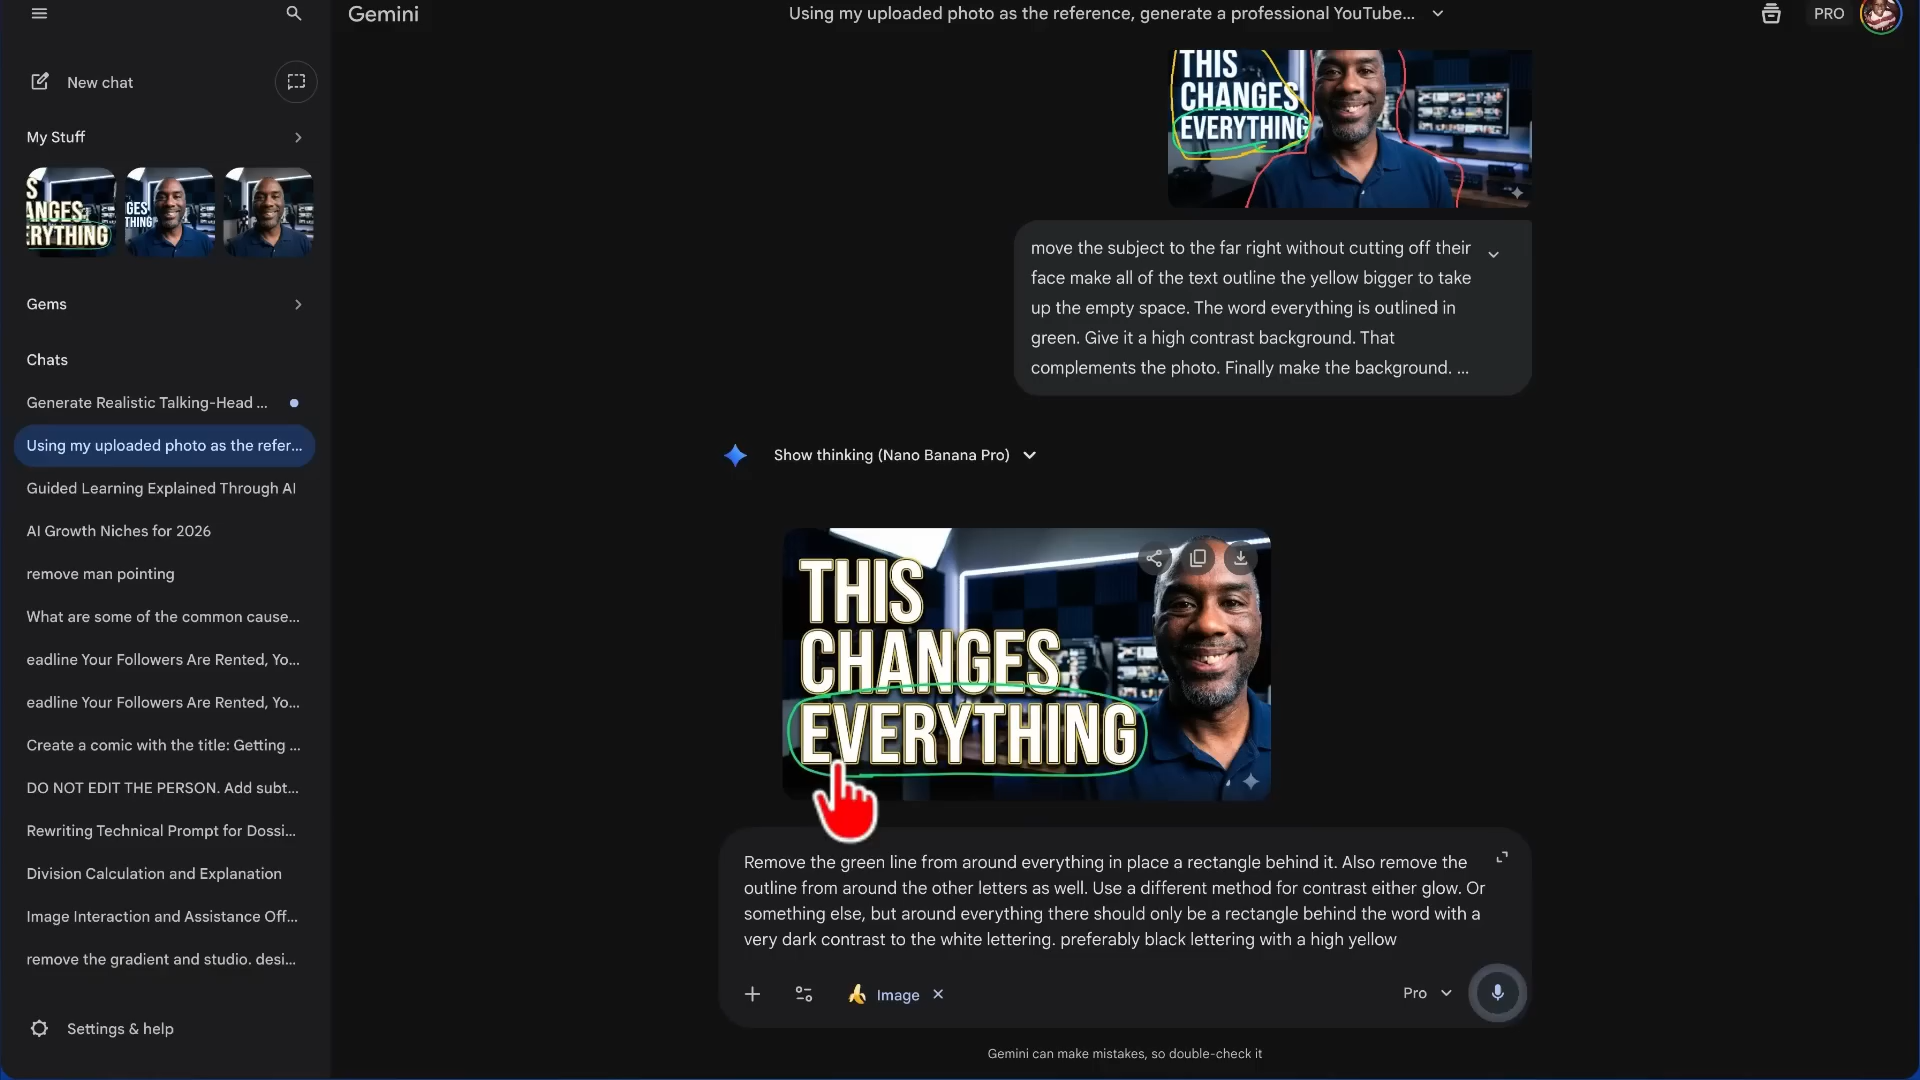 Gemini
Using my uploaded photo as the reference, generate a professional YouTube...
PRO
New chat
My Stuff
S
ANGES
ERYTHING
GES
THING
Gems
Chats
Generate Realistic Talking-Head ...
Using my uploaded photo as the refer...
Guided Learning Explained Through AI
AI Growth Niches for 2026
remove man pointing
What are some of the common cause...
eadline Your Followers Are Rented, Yo...
eadline Your Followers Are Rented, Yo...
Create a comic with the title: Getting ...
DO NOT EDIT THE PERSON. Add subt...
Rewriting Technical Prompt for Dossi...
Division Calculation and Explanation
Image Interaction and Assistance Off...
remove the gradient and studio. desi...
Settings & help
THIS
CHANGES
EVERYTHING
move the subject to the far right without cutting off their
face make all of the text outline the yellow bigger to take
up the empty space. The word everything is outlined in
green. Give it a high contrast background. That
complements the photo. Finally make the background. ...
Show thinking (Nano Banana Pro)
THIS
CHANGES
EVERYTHING
Remove the green line from around everything in place a rectangle behind it. Also remove the
outline from around the other letters as well. Use a different method for contrast either glow. Or
something else, but around everything there should only be a rectangle behind the word with a
very dark contrast to the white lettering. preferably black lettering with a high yellow
Image
Pro
Gemini can make mistakes, so double-check it